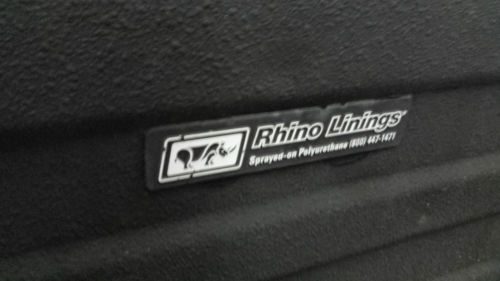 Rhino Linings
Sprayed-on Polyurethane (800) 447-1471